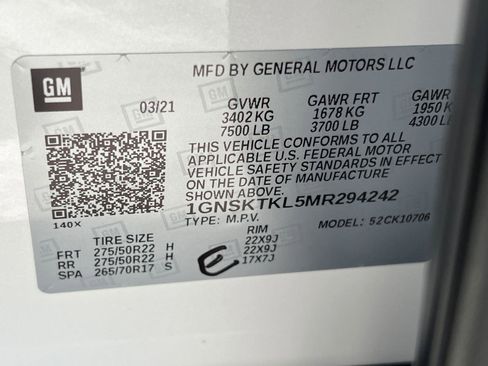 GM
MFD BY GENERAL MOTORS LLC
03/21
GVWR GAWR FRT GAWR
3402 KG 1678 KG 1950
7500 LB 3700 LB 4300 LB
THIS VEHICLE CONFORMS TO ALL
APPLICABLE U.S. FEDERAL MOTOR
VEHICLE SAFETY STANDARDS IN EFFECT
ON THE DATE OF MANUFACTURE
SHOWN ABOVE.
1GNSKTKL5MR294242
140X
TYPE: M.P.V. MODEL: 52CK10706
TIRE SIZE RIM
FRT 275/50R22 H 22X9J
RR 275/50R22 H 22X9J
SPA 265/70R17 S 17X7J